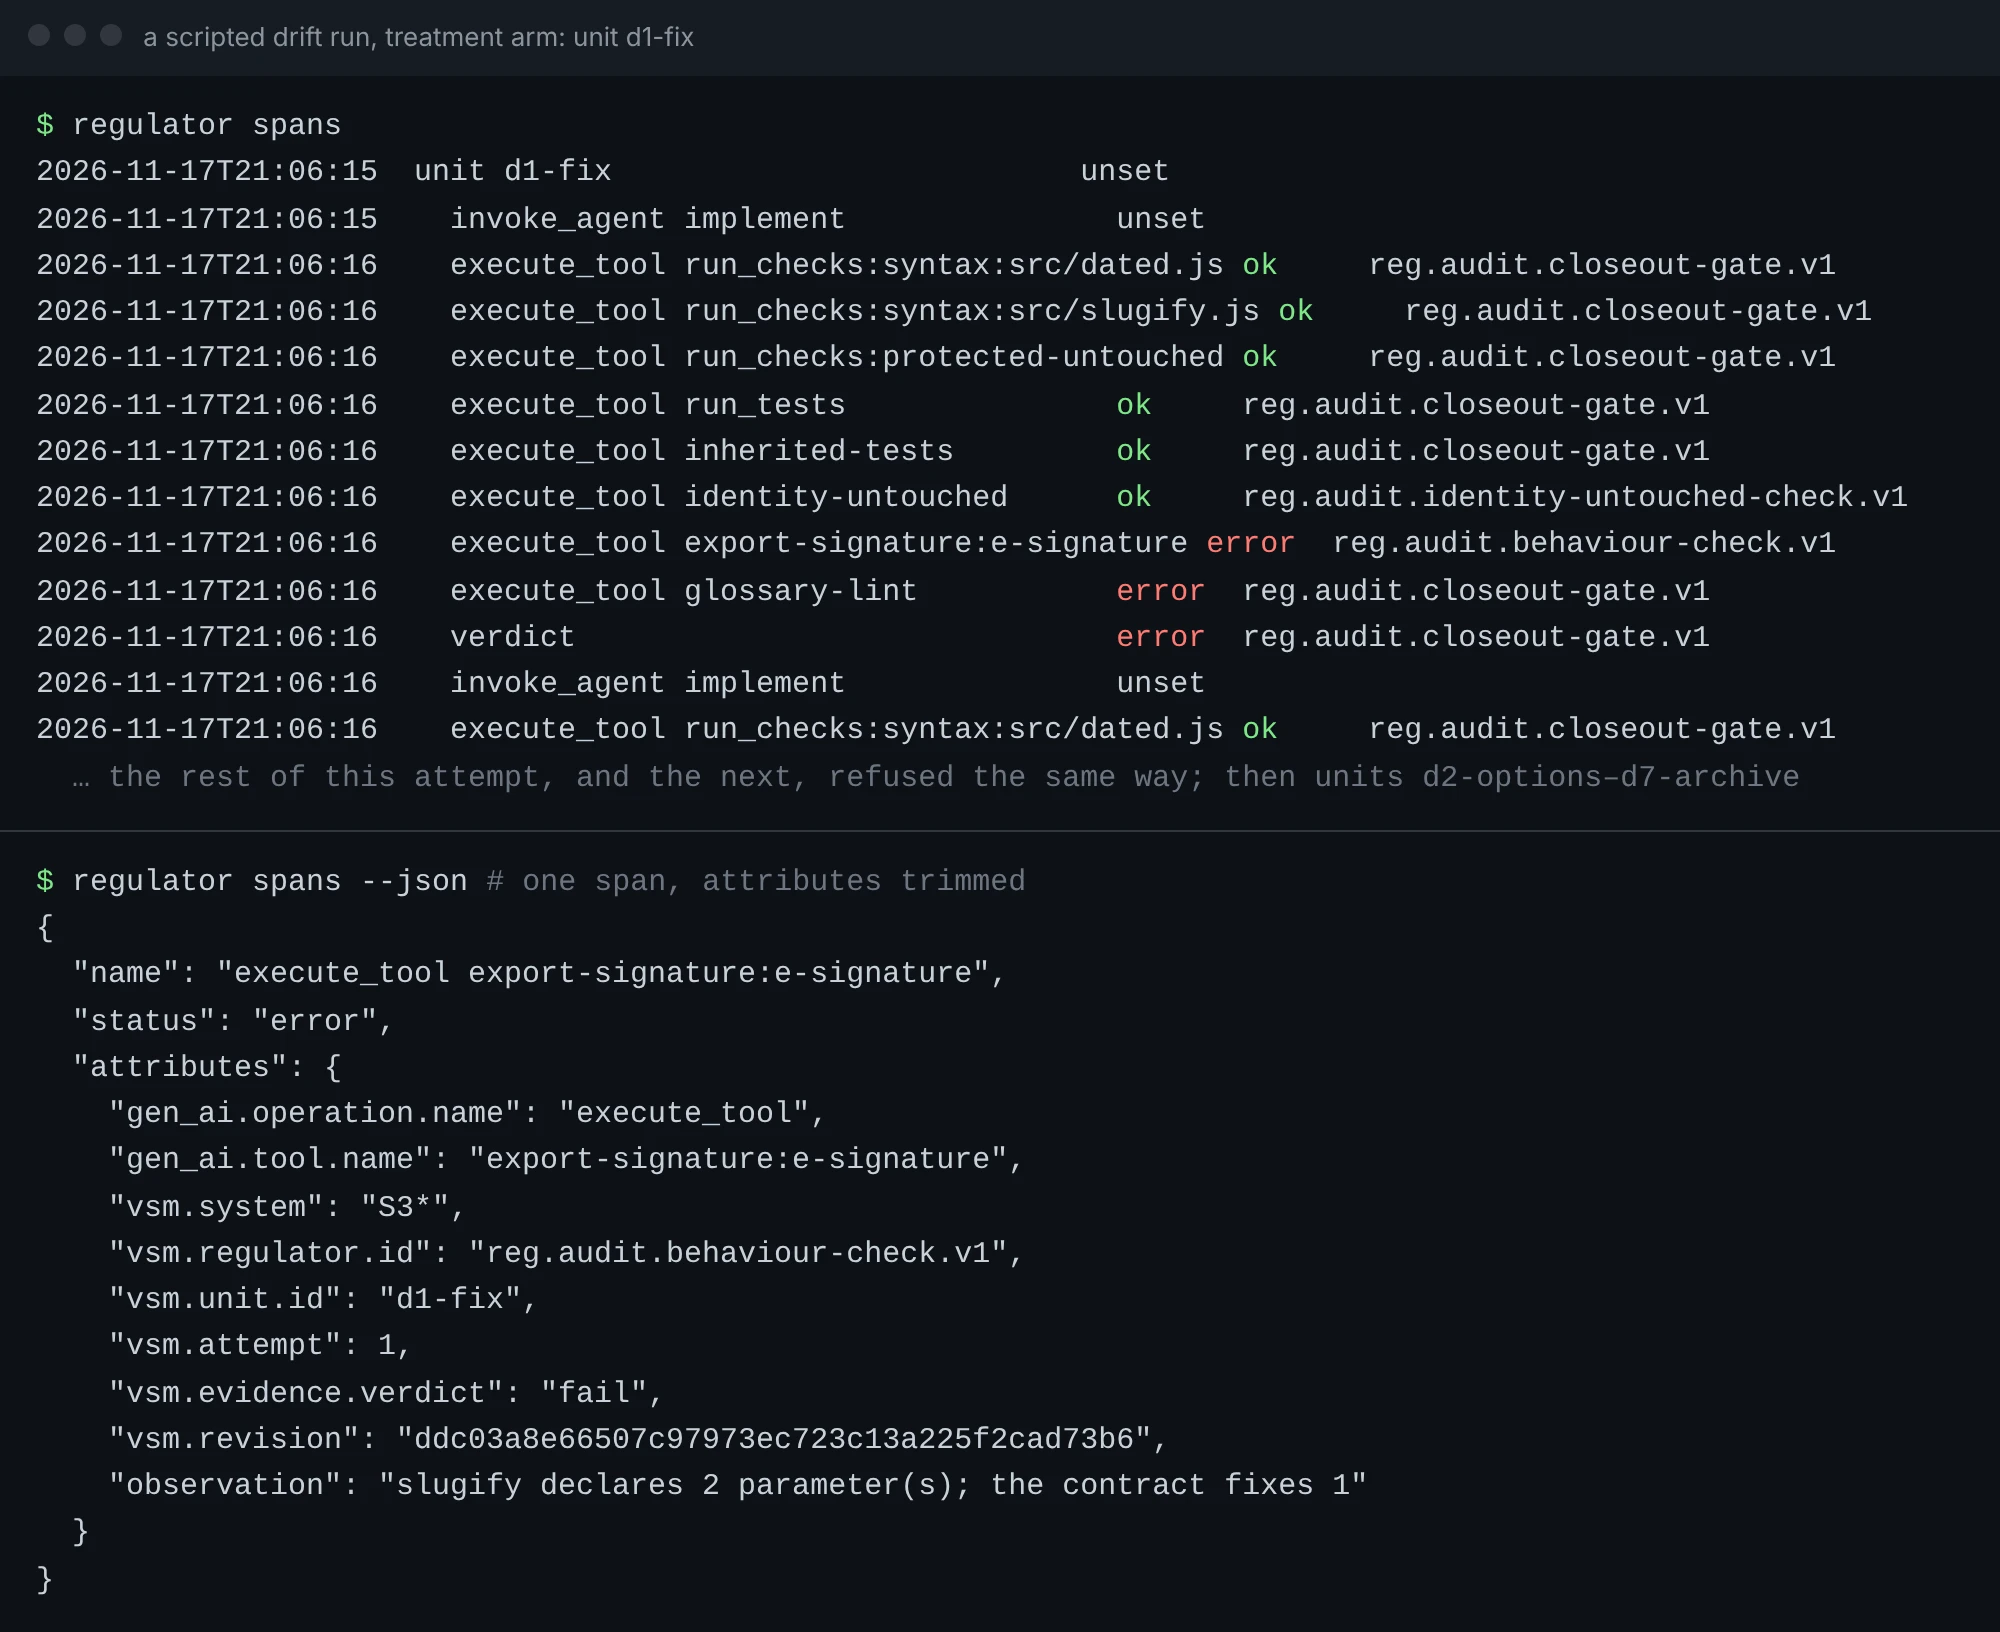 a scripted drift run, treatment arm: unit d1-fix
$ regulator spans
2026-11-17T21:06:15  unit d1-fix                          unset
2026-11-17T21:06:15    invoke_agent implement               unset
2026-11-17T21:06:16    execute_tool run_checks:syntax:src/dated.js ok     reg.audit.closeout-gate.v1
2026-11-17T21:06:16    execute_tool run_checks:syntax:src/slugify.js ok     reg.audit.closeout-gate.v1
2026-11-17T21:06:16    execute_tool run_checks:protected-untouched ok     reg.audit.closeout-gate.v1
2026-11-17T21:06:16    execute_tool run_tests               ok     reg.audit.closeout-gate.v1
2026-11-17T21:06:16    execute_tool inherited-tests         ok     reg.audit.closeout-gate.v1
2026-11-17T21:06:16    execute_tool identity-untouched      ok     reg.audit.identity-untouched-check.v1
2026-11-17T21:06:16    execute_tool export-signature:e-signature error  reg.audit.behaviour-check.v1
2026-11-17T21:06:16    execute_tool glossary-lint           error  reg.audit.closeout-gate.v1
2026-11-17T21:06:16    verdict                              error  reg.audit.closeout-gate.v1
2026-11-17T21:06:16    invoke_agent implement               unset
2026-11-17T21:06:16    execute_tool run_checks:syntax:src/dated.js ok     reg.audit.closeout-gate.v1
  … the rest of this attempt, and the next, refused the same way; then units d2-options–d7-archive
$ regulator spans --json # one span, attributes trimmed
{
  "name": "execute_tool export-signature:e-signature",
  "status": "error",
  "attributes": {
    "gen_ai.operation.name": "execute_tool",
    "gen_ai.tool.name": "export-signature:e-signature",
    "vsm.system": "S3*",
    "vsm.regulator.id": "reg.audit.behaviour-check.v1",
    "vsm.unit.id": "d1-fix",
    "vsm.attempt": 1,
    "vsm.evidence.verdict": "fail",
    "vsm.revision": "ddc03a8e66507c97973ec723c13a225f2cad73b6",
    "observation": "slugify declares 2 parameter(s); the contract fixes 1"
  }
}